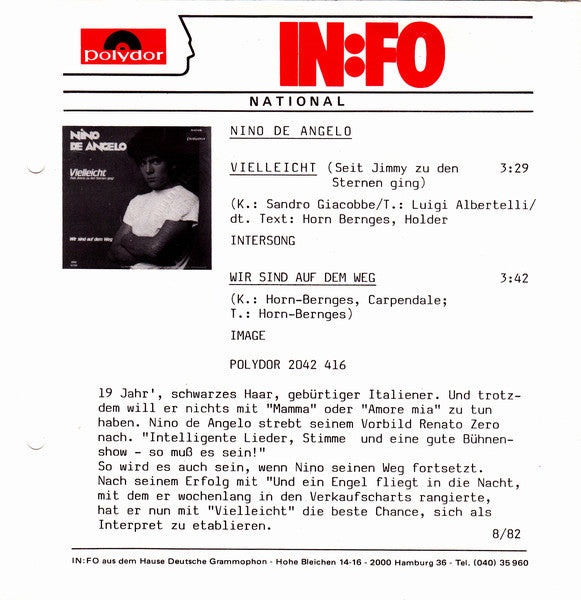 polydor
IN:FO
NATIONAL
NINO
DE ANGELO
Vielleicht
Wir sind auf dem Weg
NINO DE ANGELO
VIELLEICHT (Seit Jimmy zu den 3:29
Sternen ging)
(K.: Sandro Giacobbe/T.: Luigi Albertelli/
dt. Text: Horn Bernges, Holder
INTERSONG
WIR SIND AUF DEM WEG 3:42
(K.: Horn-Bernges, Carpendale;
T.: Horn-Bernges)
IMAGE
POLYDOR 2042 416
19 Jahr', schwarzes Haar, gebürtiger Italiener. Und trotz-
dem will er nichts mit "Mamma" oder "Amore mia" zu tun
haben. Nino de Angelo strebt seinem Vorbild Renato Zero
nach. "Intelligente Lieder, Stimme und eine gute Bühnen-
show - so muß es sein!"
So wird es auch sein, wenn Nino seinen Weg fortsetzt.
Nach seinem Erfolg mit "Und ein Engel fliegt in die Nacht,
mit dem er wochenlang in den Verkaufscharts rangierte,
hat er nun mit "Vielleicht" die beste Chance, sich als
Interpret zu etablieren.
8/82
IN:FO aus dem Hause Deutsche Grammophon - Hohe Bleichen 14-16 - 2000 Hamburg 36 - Tel. (040) 35 960